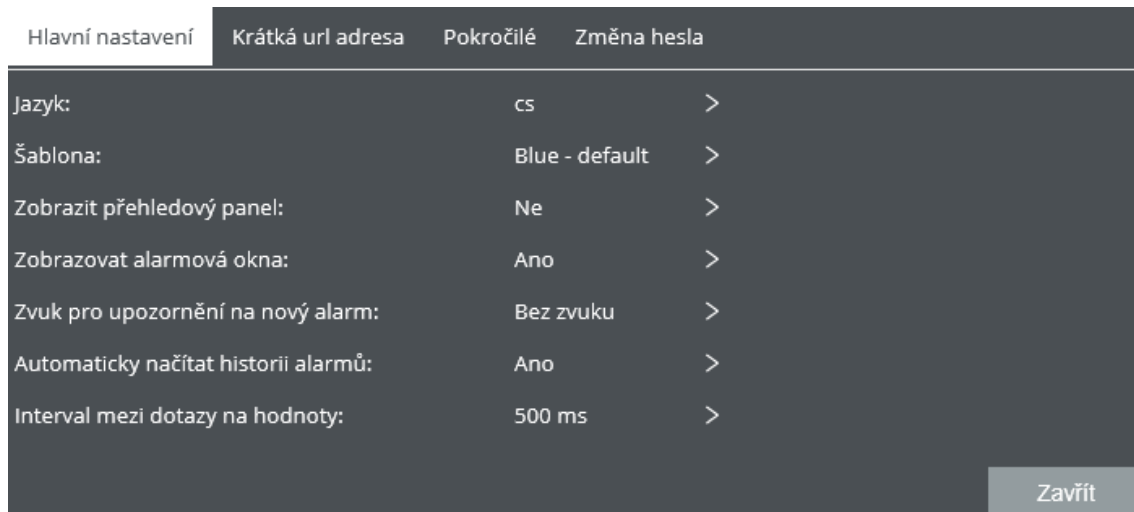 Hlavní nastavení Krátká url adresa Pokročilé Změna hesla
Jazyk: cs >
Šablona: Blue - default >
Zobrazit přehledový panel: Ne >
Zobrazovat alarmová okna: Ano >
Zvuk pro upozornění na nový alarm: Bez zvuku >
Automaticky načítat historii alarmů: Ano >
Interval mezi dotazy na hodnoty: 500 ms >
Zavřít